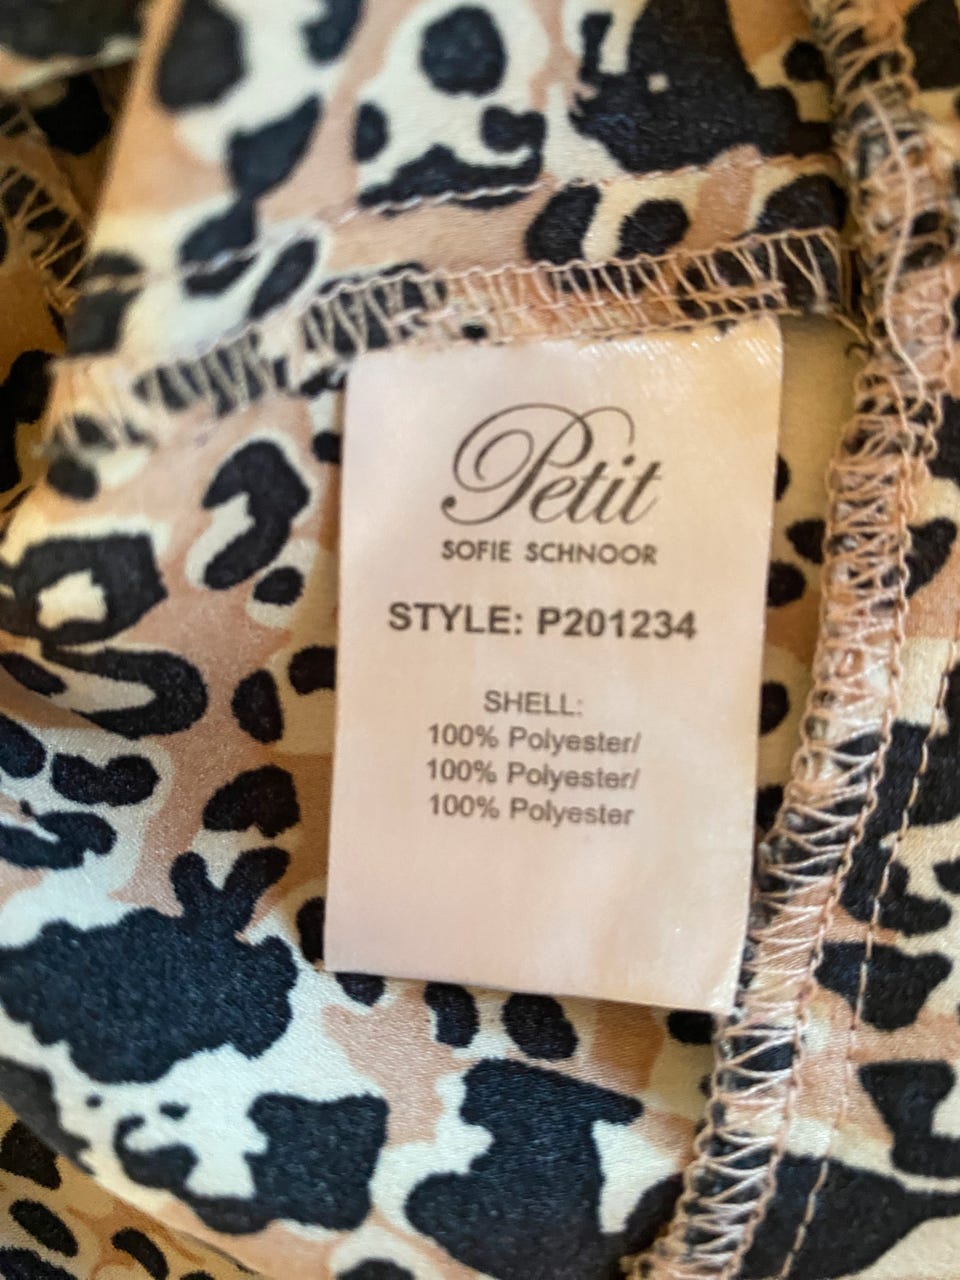 Petit
SOFIE SCHNOOR
STYLE: P201234
SHELL:
100% Polyester/
100% Polyester/
100% Polyester